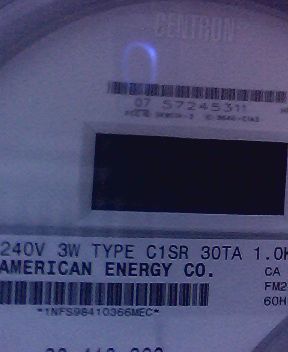 CENTRON
07 57245311
240V 3W TYPE C1SR 30TA 1.0K
AMERICAN ENERGY CO.
CA
FM2
60H
*1NFS98410366MEC*